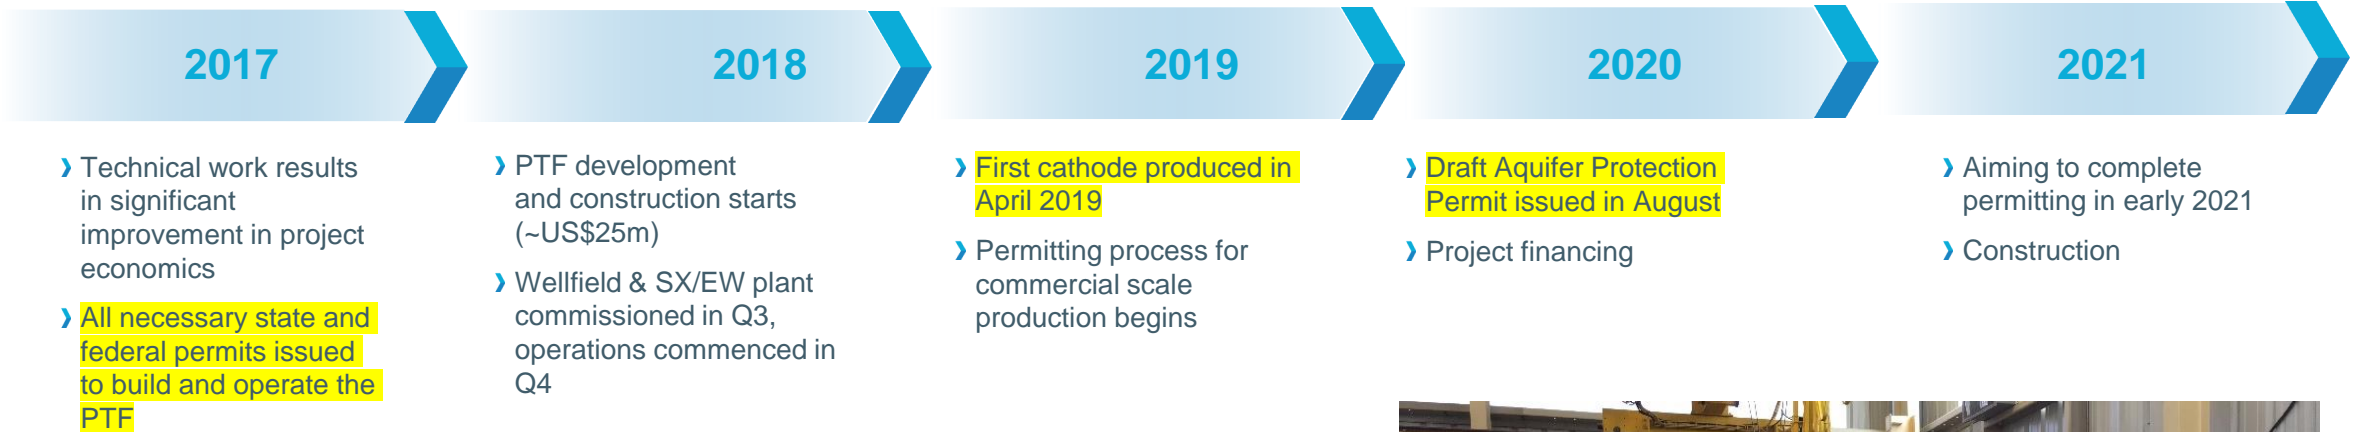 2017
2018
2019
2020
2021
Technical work results
in significant
improvement in project
economics
All necessary state and
federal permits issued
to build and operate the
PTF
PTF development
and construction starts
(~US$25m)
Wellfield & SX/EW plant
commissioned in Q3,
operations commenced in
Q4
First cathode produced in
April 2019
Permitting process for
commercial scale
production begins
Draft Aquifer Protection
Permit issued in August
Project financing
Aiming to complete
permitting in early 2021
Construction